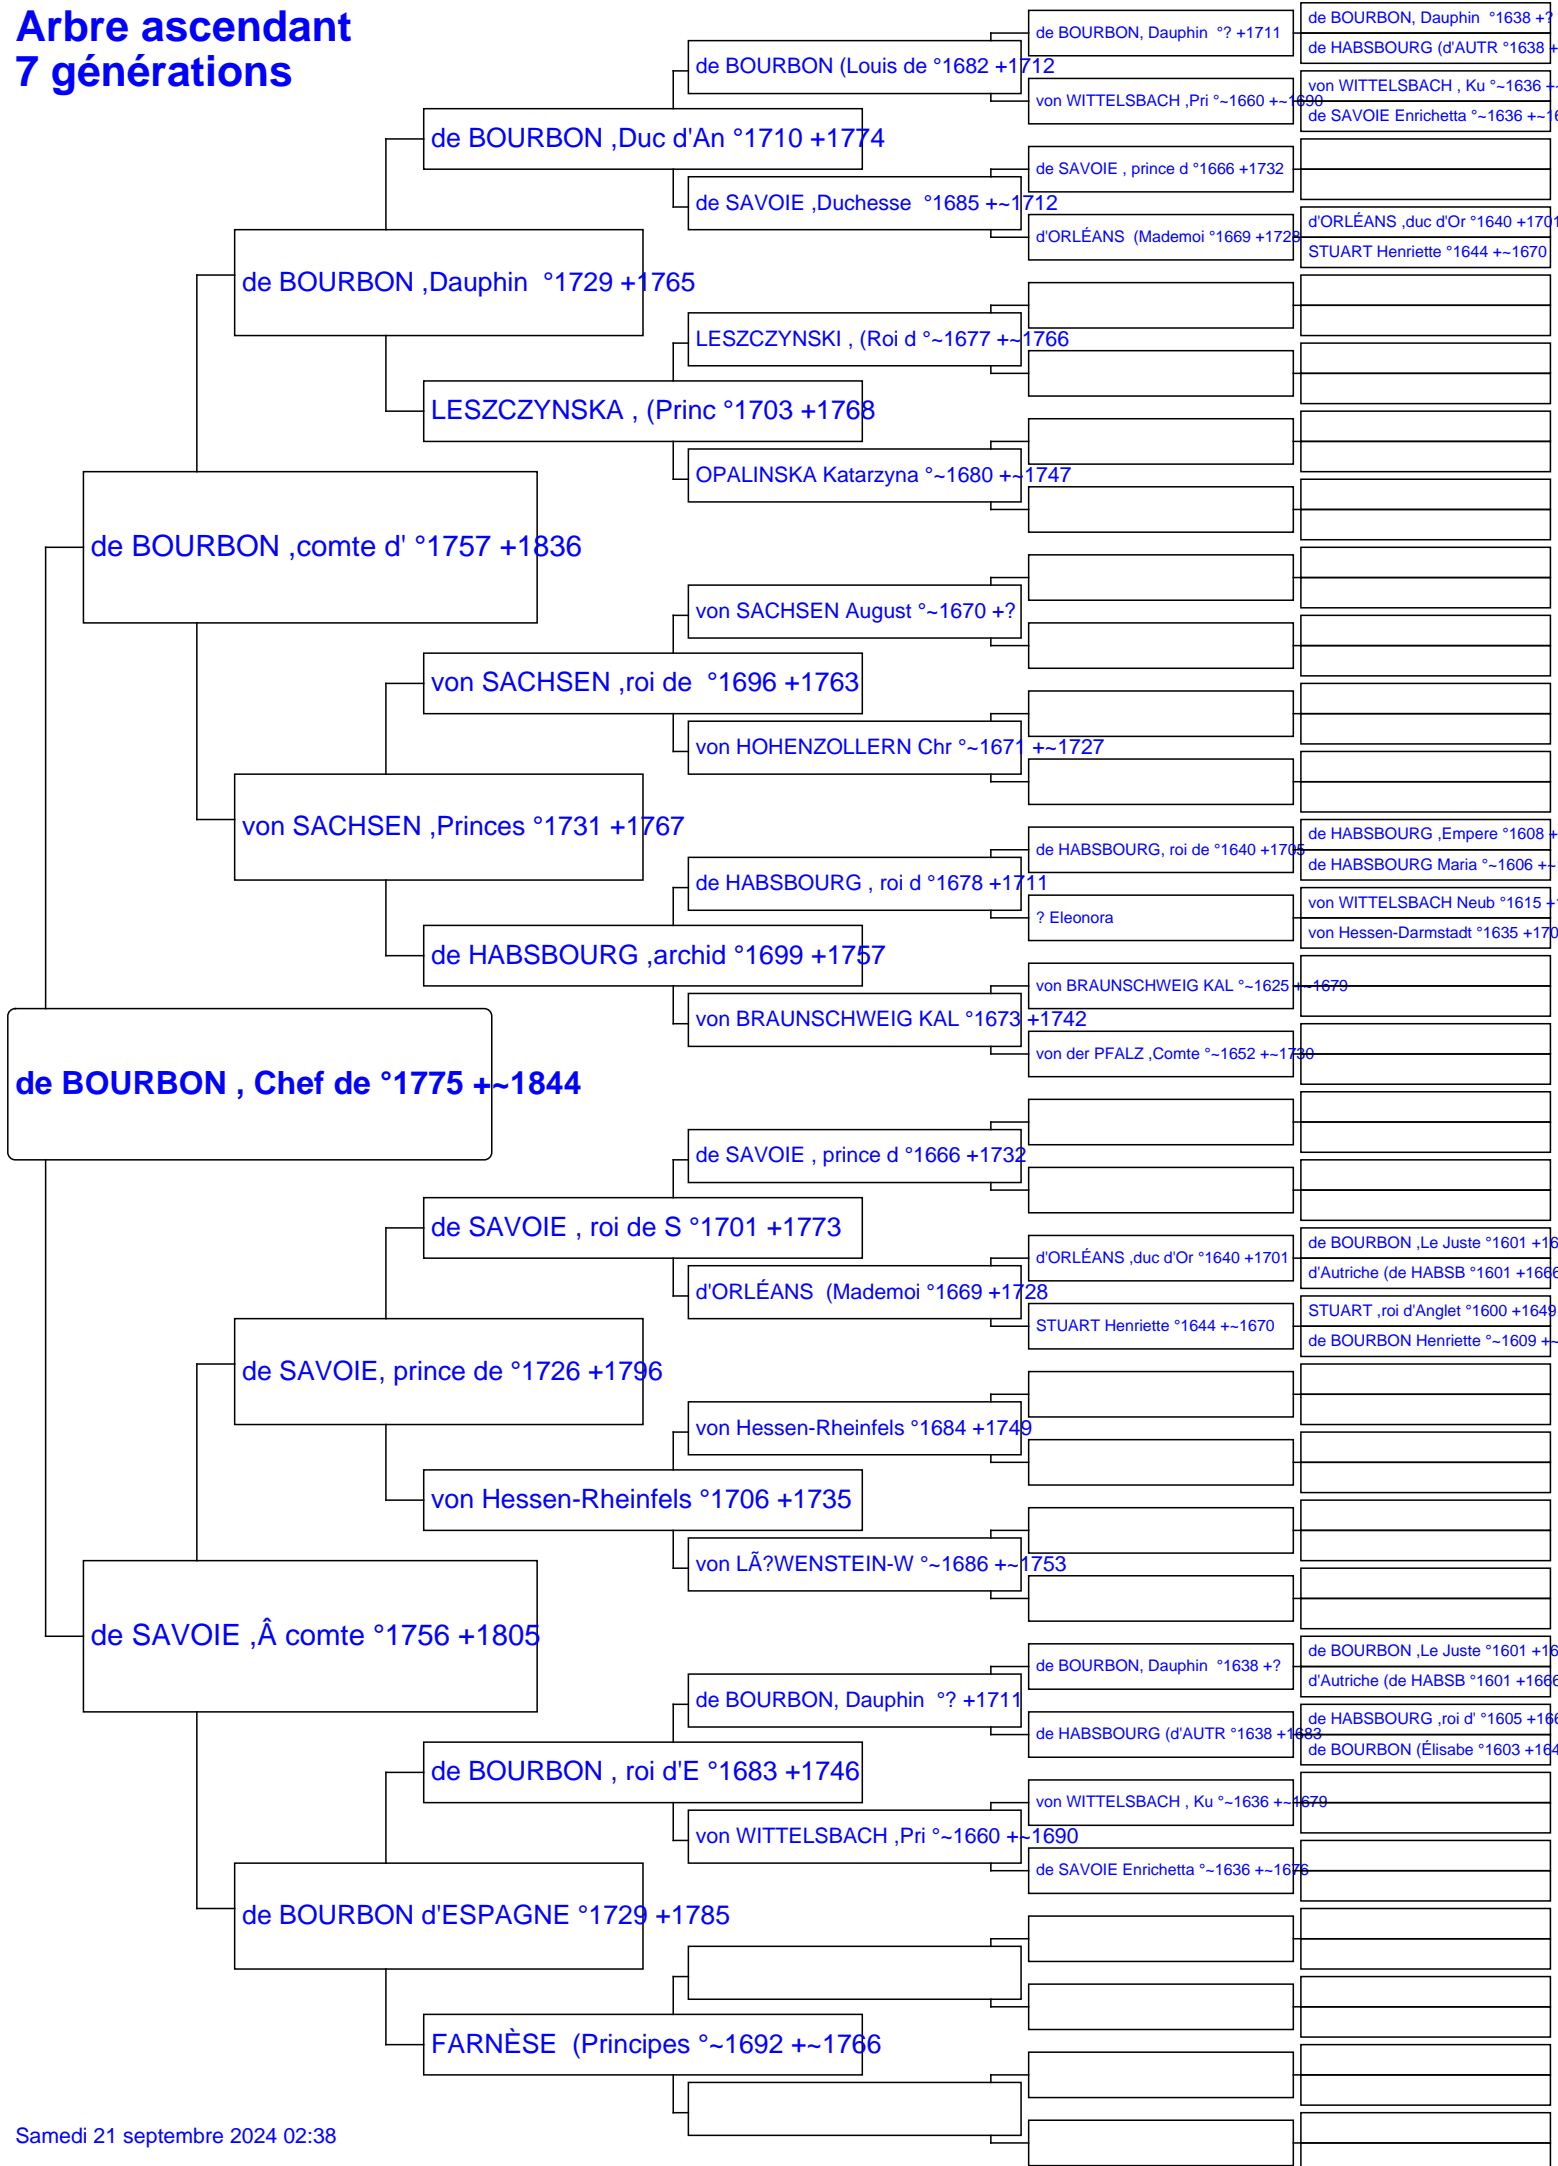 Arbre ascendant
7 générations
de BOURBON, Dauphin  °1638 +?
de BOURBON, Dauphin  °? +1711
de HABSBOURG (d'AUTR °1638 +
de BOURBON (Louis de °1682 +1712
von WITTELSBACH , Ku °~1636 +~
von WITTELSBACH ,Pri °~1660 +~1690
de SAVOIE Enrichetta °~1636 +~16
de BOURBON ,Duc d'An °1710 +1774
de SAVOIE , prince d °1666 +1732
de SAVOIE ,Duchesse  °1685 +~1712
d'ORLÉANS ,duc d'Or °1640 +1701
d'ORLÉANS  (Mademoi °1669 +1728
STUART Henriette °1644 +~1670
de BOURBON ,Dauphin  °1729 +1765
LESZCZYNSKI , (Roi d °~1677 +~1766
LESZCZYNSKA , (Princ °1703 +1768
OPALINSKA Katarzyna °~1680 +~1747
de BOURBON ,comte d' °1757 +1836
von SACHSEN August °~1670 +?
von SACHSEN ,roi de  °1696 +1763
von HOHENZOLLERN Chr °~1671 +~1727
von SACHSEN ,Princes °1731 +1767
de HABSBOURG ,Empere °1608 +
de HABSBOURG, roi de °1640 +1705
de HABSBOURG Maria °~1606 +~
de HABSBOURG , roi d °1678 +1711
von WITTELSBACH Neub °1615 +1
? Eleonora
von Hessen-Darmstadt °1635 +170
de HABSBOURG ,archid °1699 +1757
von BRAUNSCHWEIG KAL °~1625 +~1679
von BRAUNSCHWEIG KAL °1673 +1742
von der PFALZ ,Comte °~1652 +~1730
de BOURBON , Chef de °1775 +~1844
de SAVOIE , prince d °1666 +1732
de SAVOIE , roi de S °1701 +1773
de BOURBON ,Le Juste °1601 +16
d'ORLÉANS ,duc d'Or °1640 +1701
d'Autriche (de HABSB °1601 +1666
d'ORLÉANS  (Mademoi °1669 +1728
STUART ,roi d'Anglet °1600 +1649
STUART Henriette °1644 +~1670
de BOURBON Henriette °~1609 +~
de SAVOIE, prince de °1726 +1796
von Hessen-Rheinfels °1684 +1749
von Hessen-Rheinfels °1706 +1735
von LÃ?WENSTEIN-W °~1686 +~1753
de SAVOIE ,Â comte °1756 +1805
de BOURBON ,Le Juste °1601 +16
de BOURBON, Dauphin  °1638 +?
d'Autriche (de HABSB °1601 +1666
de BOURBON, Dauphin  °? +1711
de HABSBOURG ,roi d' °1605 +166
de HABSBOURG (d'AUTR °1638 +1683
de BOURBON (Élisabe °1603 +164
de BOURBON , roi d'E °1683 +1746
von WITTELSBACH , Ku °~1636 +~1679
von WITTELSBACH ,Pri °~1660 +~1690
de SAVOIE Enrichetta °~1636 +~1676
de BOURBON d'ESPAGNE °1729 +1785
FARNÈSE  (Principes °~1692 +~1766
Samedi 21 septembre 2024 02:38